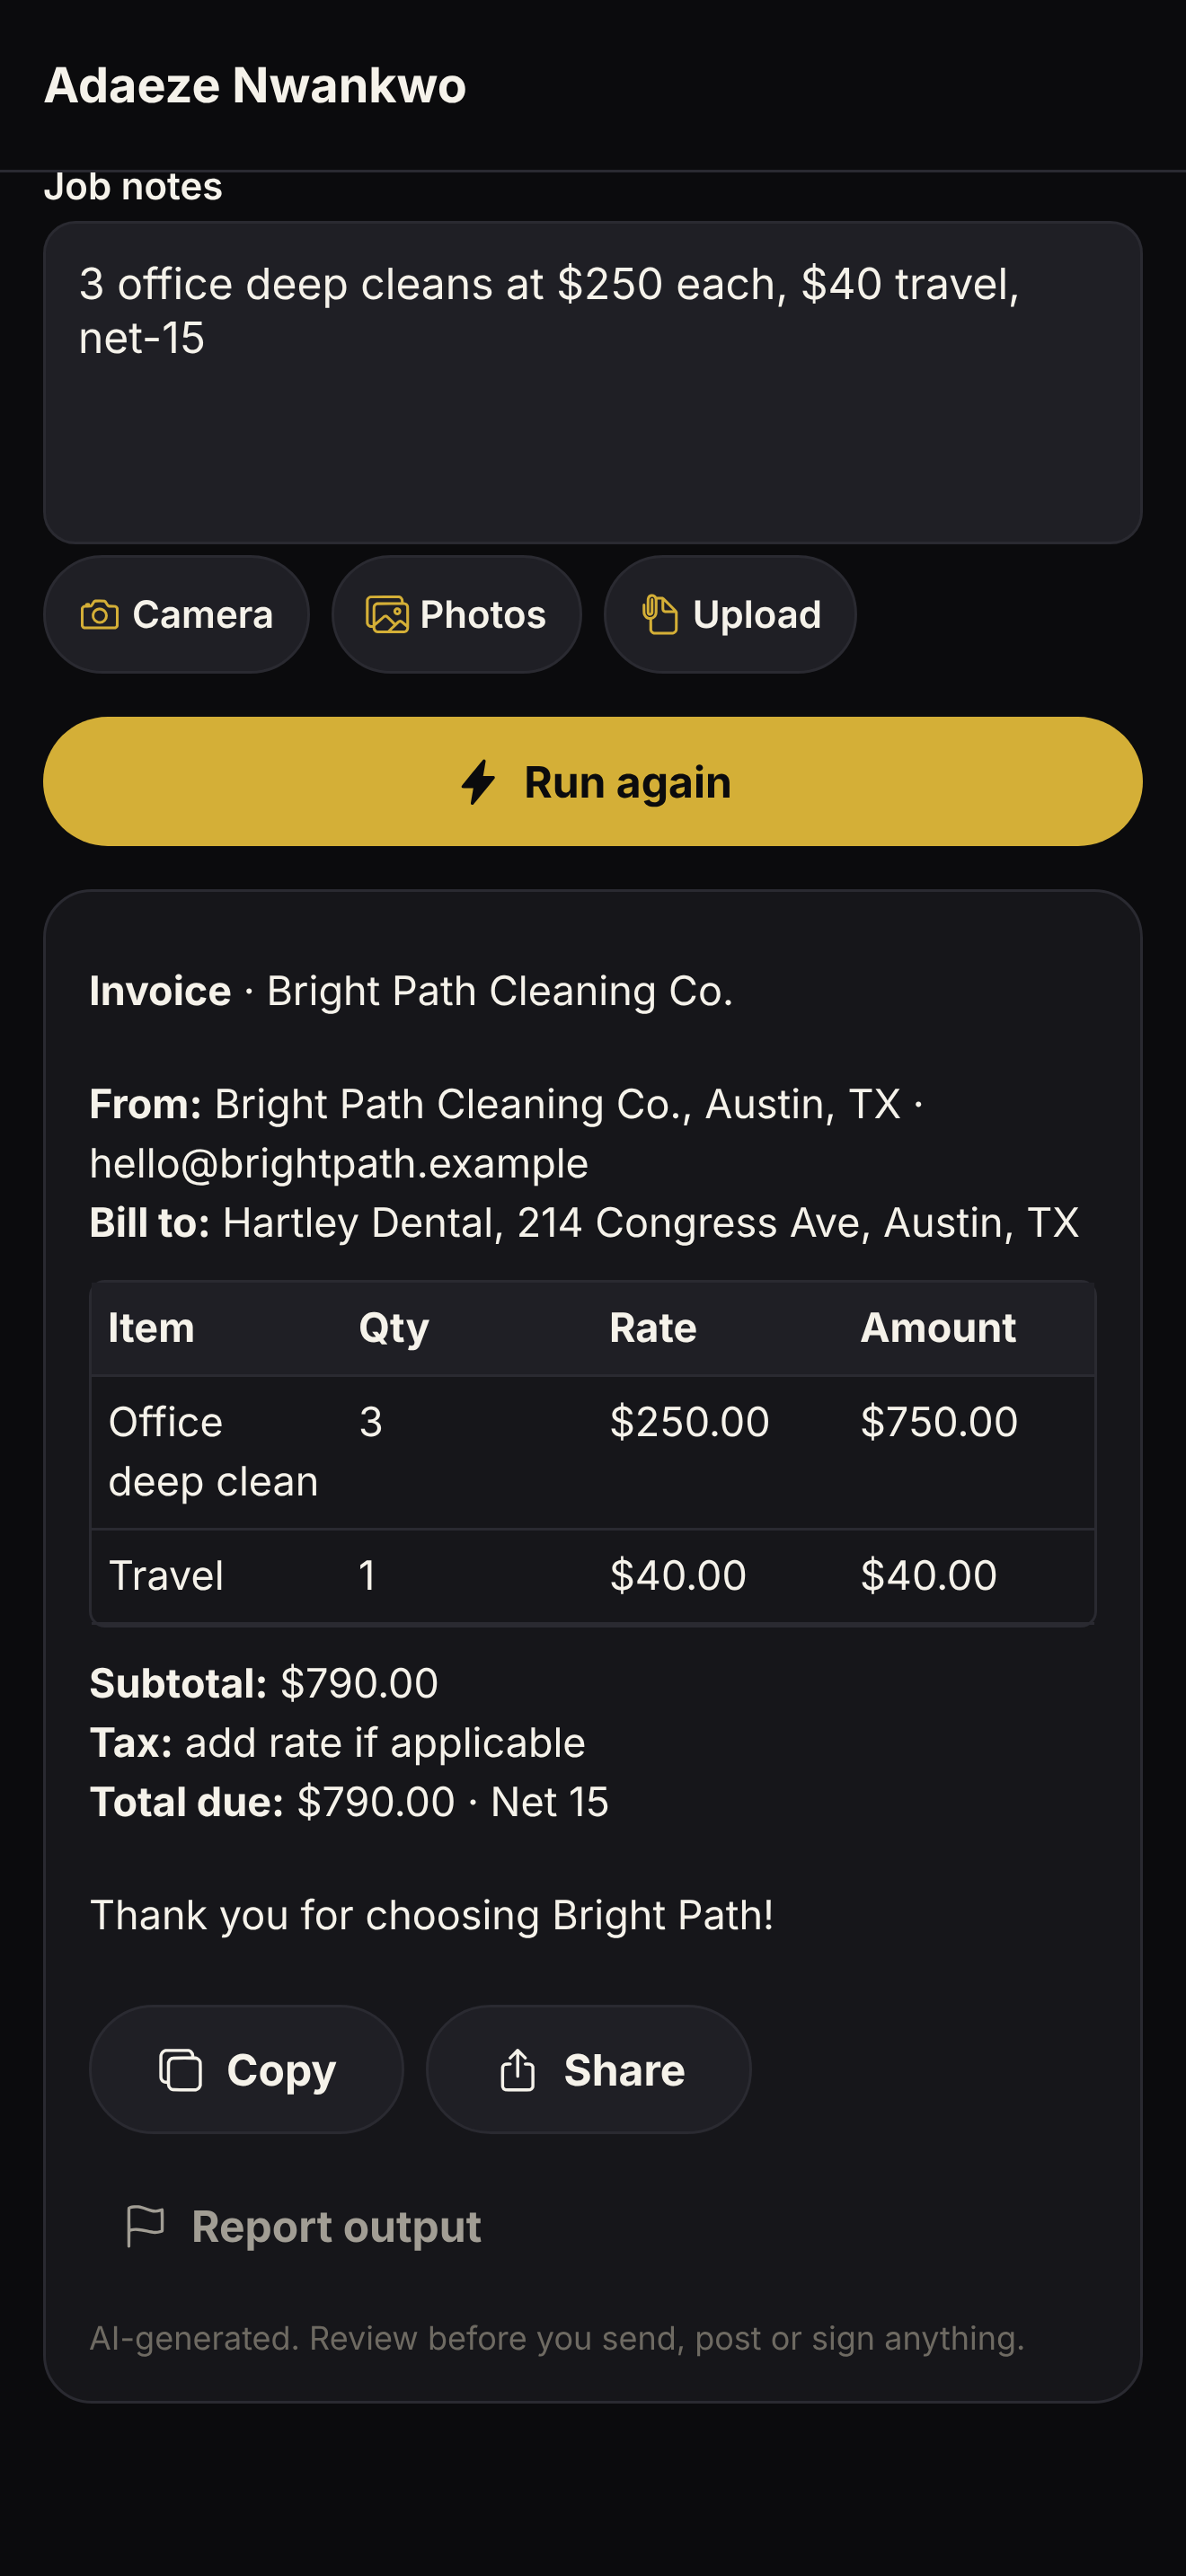 Adaeze Nwankwo
Job notes
3 office deep cleans at $250 each, $40 travel,
net-15
Camera Photos Upload
Run again
Invoice · Bright Path Cleaning Co.
From: Bright Path Cleaning Co., Austin, TX ·
hello@brightpath.example
Bill to: Hartley Dental, 214 Congress Ave, Austin, TX
Item Qty Rate Amount
Office 3 $250.00 $750.00
deep clean
Travel 1 $40.00 $40.00
Subtotal: $790.00
Tax: add rate if applicable
Total due: $790.00 · Net 15
Thank you for choosing Bright Path!
Copy Share
Report output
AI-generated. Review before you send, post or sign anything.